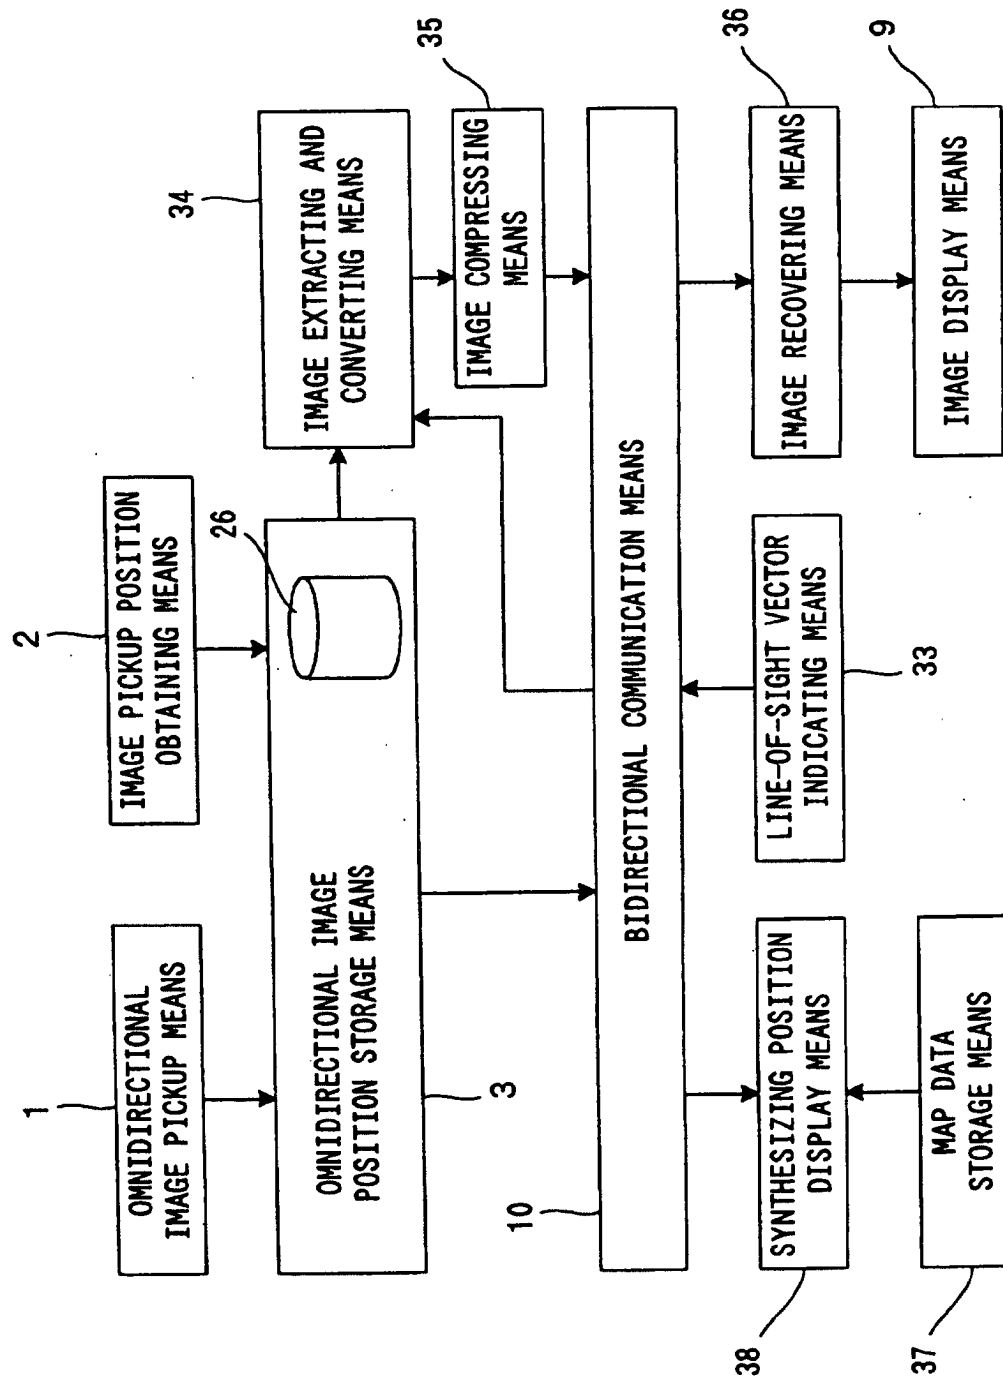 1
OMNIDIRECTIONAL
IMAGE PICKUP MEANS
2
IMAGE PICKUP POSITION
OBTAINING MEANS
OMNIDIRECTIONAL IMAGE
POSITION STORAGE MEANS
3
26
34
IMAGE EXTRACTING AND
CONVERTING MEANS
35
IMAGE COMPRESSING
MEANS
10
BIDIRECTIONAL COMMUNICATION MEANS
38
SYNTHESIZING POSITION
DISPLAY MEANS
LINE-OF-SIGHT VECTOR
INDICATING MEANS
33
36
IMAGE RECOVERING MEANS
37
MAP DATA
STORAGE MEANS
9
IMAGE DISPLAY MEANS